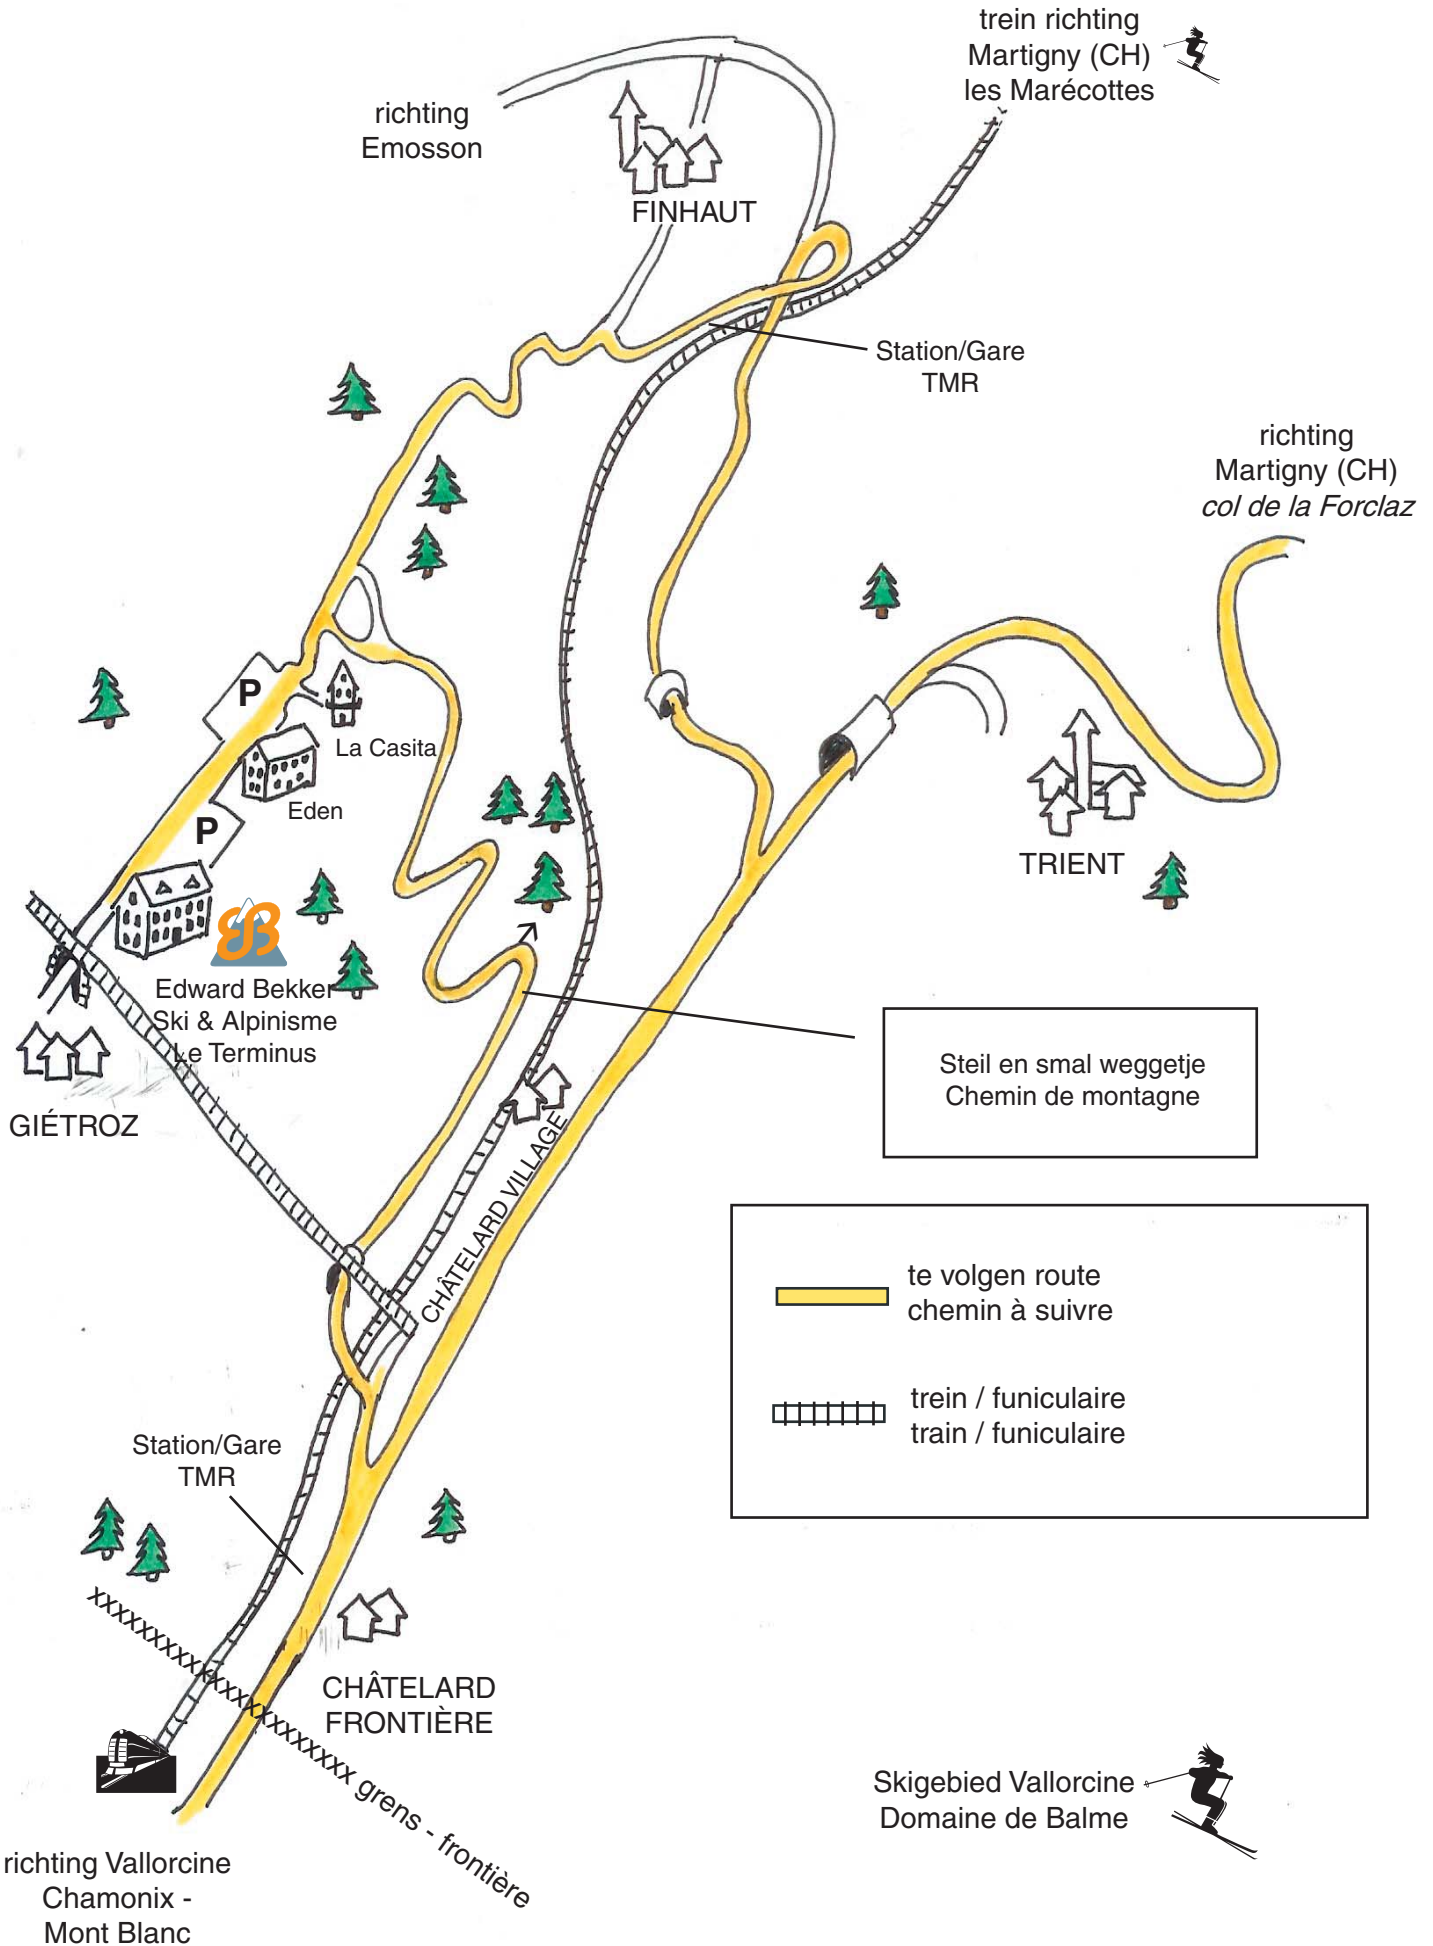 trein richting
Martigny (CH)
les Marécottes
richting
Emosson
FINHAUT
Station/Gare
TMR
richting
Martigny (CH)
col de la Forclaz
P
La Casita
Eden
P
TRIENT
EB
Edward Bekker
Ski & Alpinisme
Le Terminus
Steil en smal weggetje
Chemin de montagne
GIÉTROZ
CHÂTELARD VILLAGE
te volgen route
chemin à suivre
trein / funiculaire
train / funiculaire
Station/Gare
TMR
CHÂTELARD
FRONTIÈRE
xxxxxxxxxxxxxxxxxxxxxxx grens - frontière
Skigebied Vallorcine
Domaine de Balme
richting Vallorcine
Chamonix -
Mont Blanc